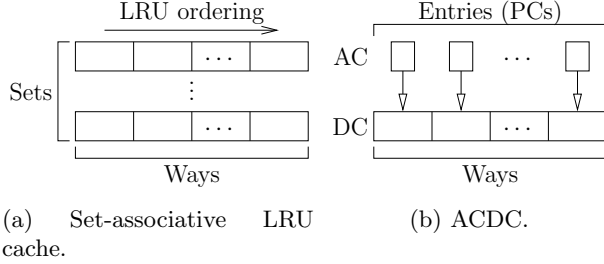 LRU ordering
Sets
...
...
...
Ways
(a) Set-associative LRU
cache.
Entries (PCs)
AC
...
DC
...
Ways
(b) ACDC.